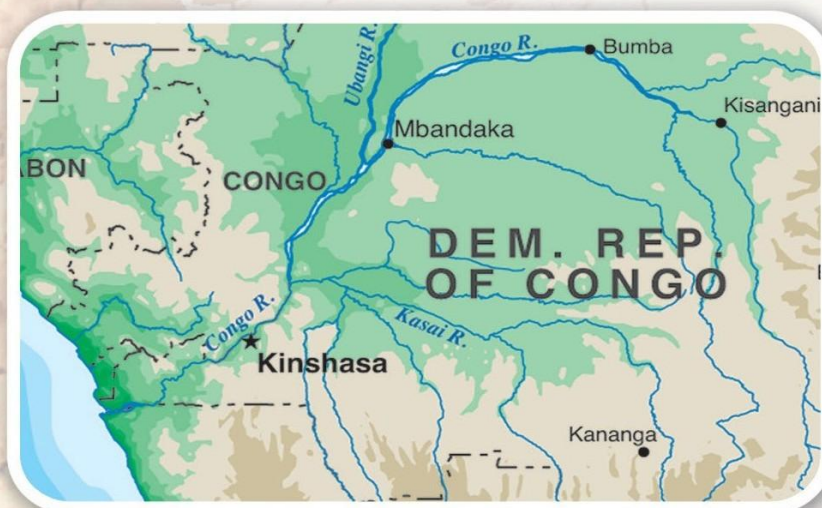 Ubangi R.
Congo R.
Bumba
Kisangani
Mbandaka
ABON
CONGO
DEM. REP.
OF CONGO
Congo R.
Kasai R.
Kinshasa
Kananga